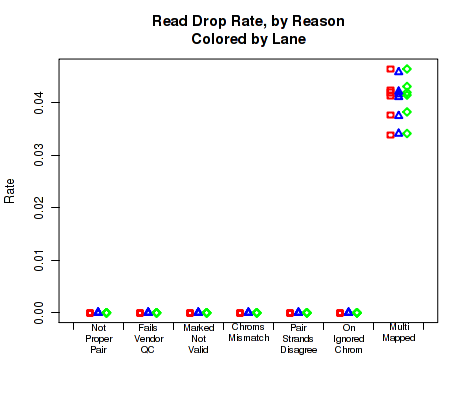 Read Drop Rate, by Reason
Colored by Lane
Rate
0.04
0.03
0.02
0.01
0.00
Not
Proper
Pair
Fails
Vendor
QC
Marked
Not
Valid
Chroms
Mismatch
Pair
Strands
Disagree
On
Ignored
Chrom
Multi
Mapped